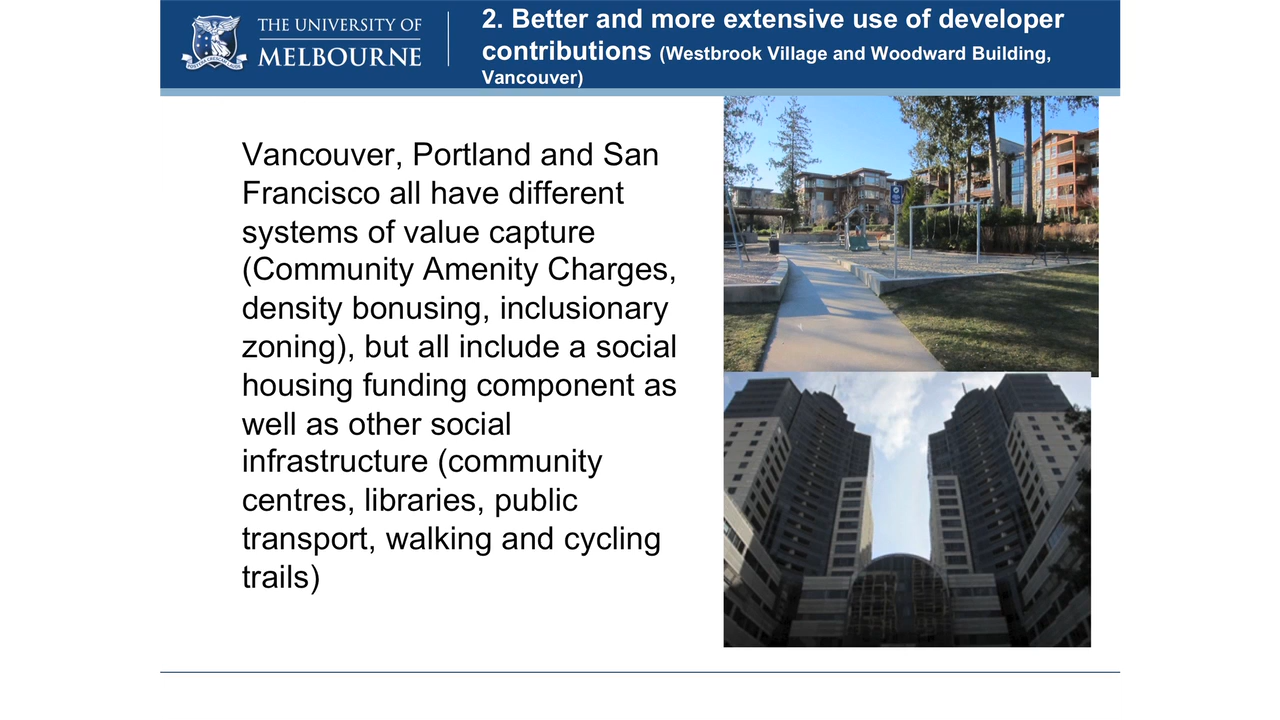 THE UNIVERSITY OF
MELBOURNE
2. Better and more extensive use of developer
contributions (Westbrook Village and Woodward Building,
Vancouver)
Vancouver, Portland and San
Francisco all have different
systems of value capture
(Community Amenity Charges,
density bonusing, inclusionary
zoning), but all include a social
housing funding component as
well as other social
infrastructure (community
centres, libraries, public
transport, walking and cycling
trails)